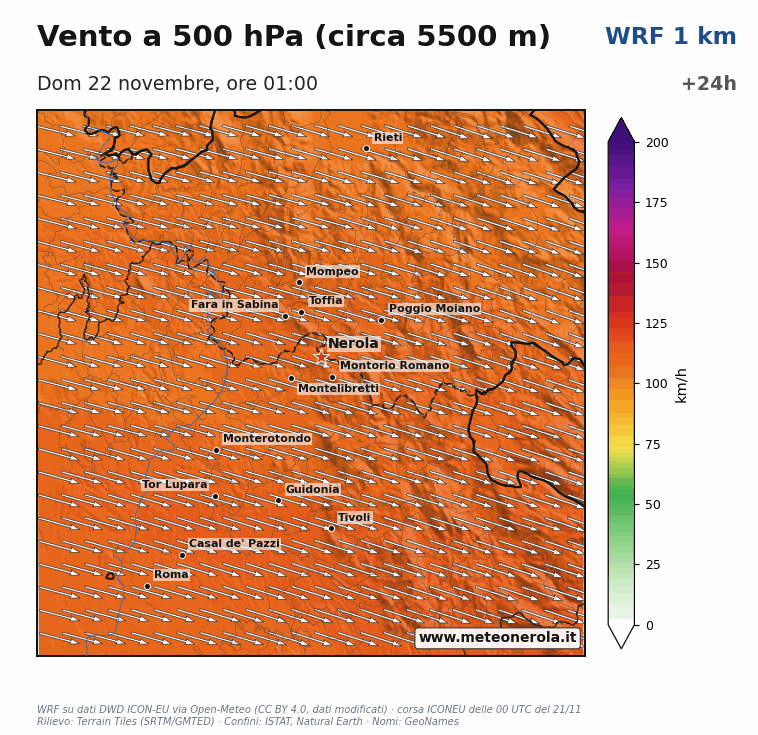 Vento a 500 hPa (circa 5500 m)
WRF 1 km
Dom 22 novembre, ore 01:00
+24h
Rieti
Mompeo
Fara in Sabina
Toffia
Poggio Moiano
Nerola
Montorio Romano
Montelibretti
Monterotondo
Tor Lupara
Guidonia
Tivoli
Casal de' Pazzi
Roma
www.meteonerola.it
200
175
150
125
100
75
50
25
0
km/h
WRF su dati DWD ICON-EU via Open-Meteo (CC BY 4.0, dati modificati) · corsa ICONEU delle 00 UTC del 21/11
Rilievo: Terrain Tiles (SRTM/GMTED) · Confini: ISTAT, Natural Earth · Nomi: GeoNames